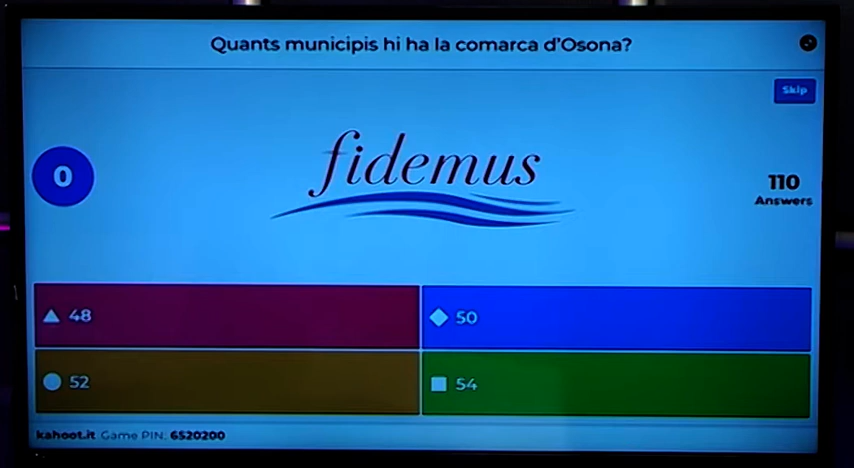 Quants municipis hi ha la comarca d'Osona?
Skip
0
fidemus
110
Answers
48
50
52
54
kahoot.it Game PIN: 6520200